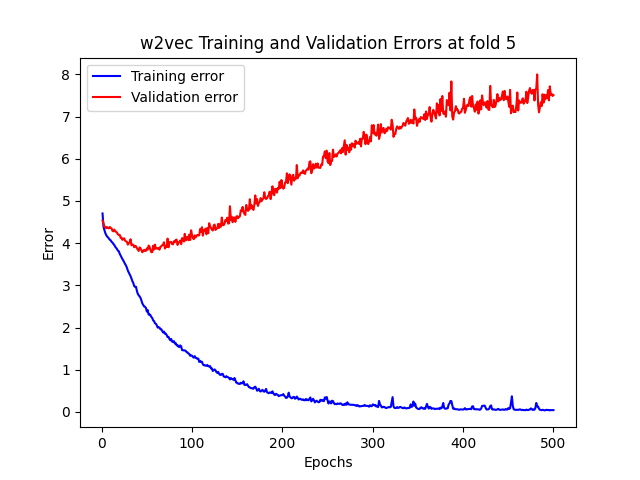 w2vec Training and Validation Errors at fold 5
Training error
Validation error
Error
8
7
6
5
4
3
2
1
0
0 100 200 300 400 500
Epochs